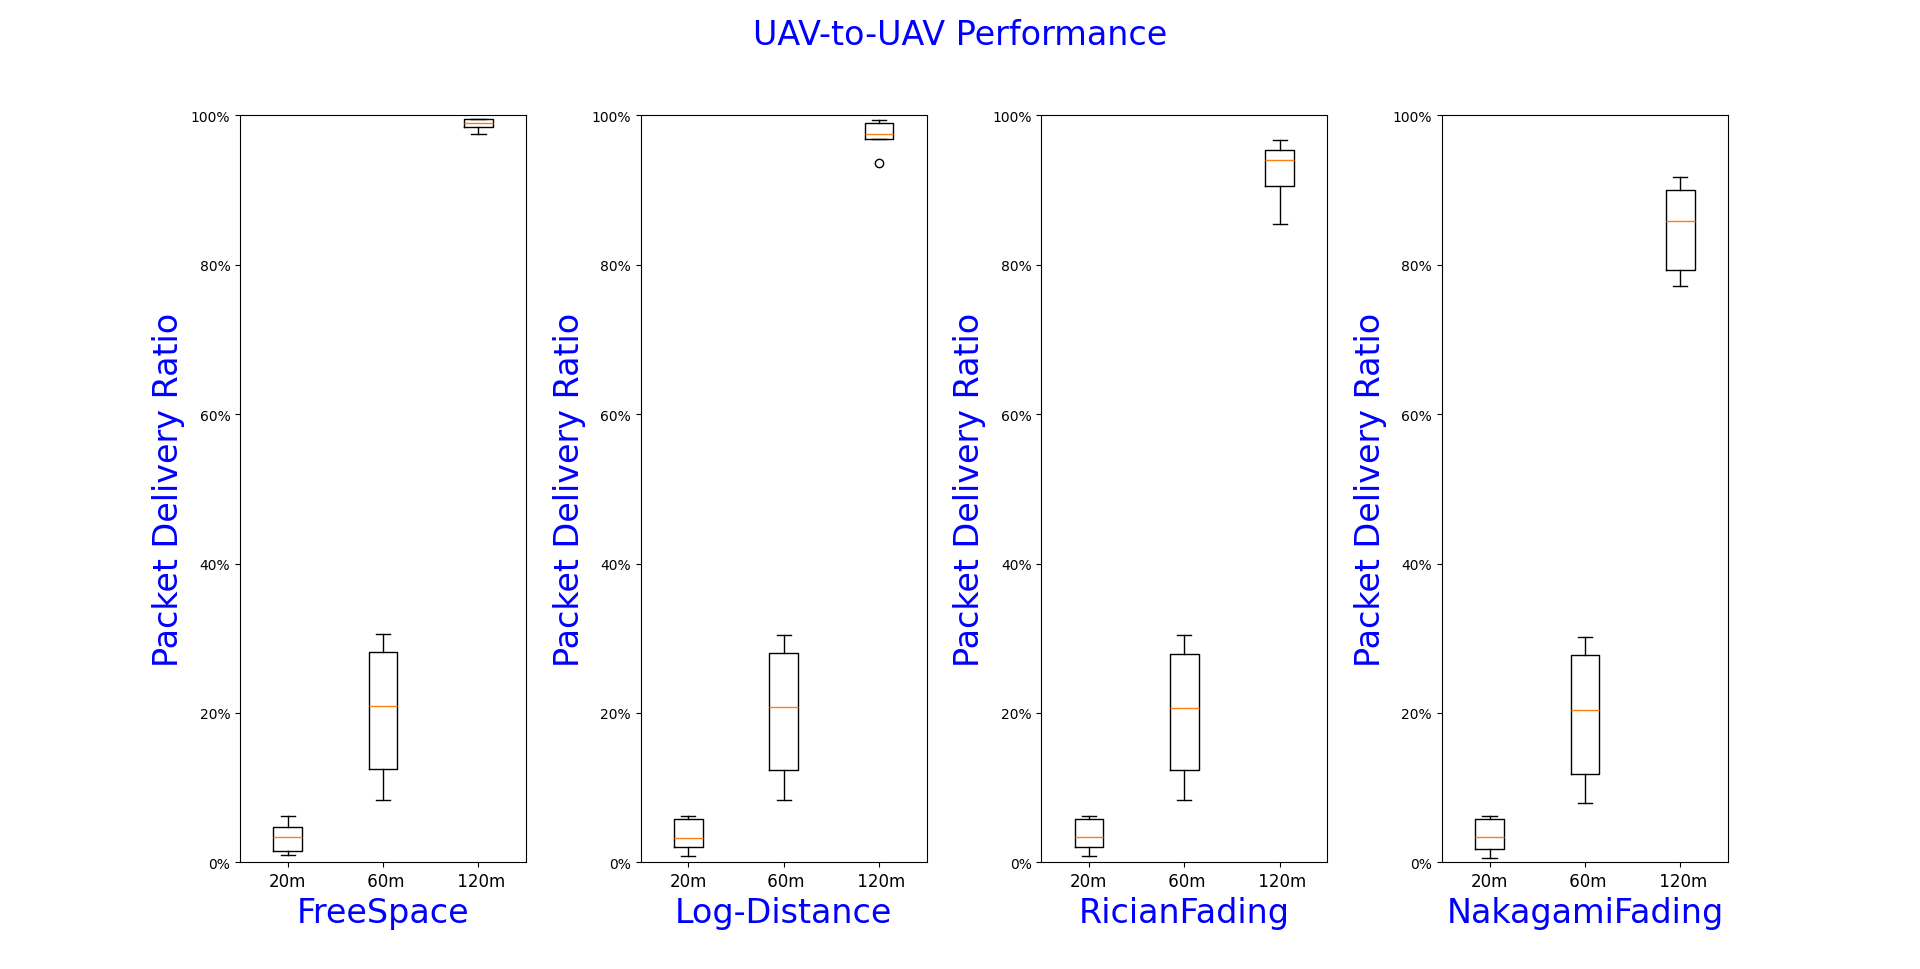 UAV-to-UAV Performance
Packet Delivery Ratio
100%
80%
60%
40%
20%
0%
20m 60m 120m
FreeSpace
Packet Delivery Ratio
100%
80%
60%
40%
20%
0%
20m 60m 120m
Log-Distance
Packet Delivery Ratio
100%
80%
60%
40%
20%
0%
20m 60m 120m
RicianFading
Packet Delivery Ratio
100%
80%
60%
40%
20%
0%
20m 60m 120m
NakagamiFading